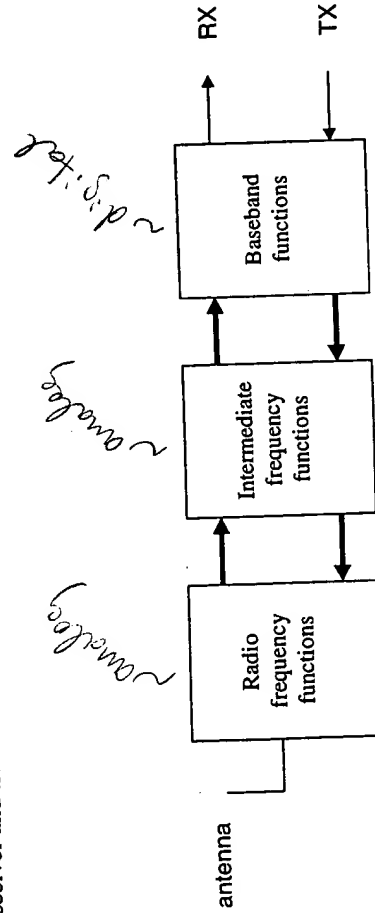 ~ analog
~ analog
~ digital
antenna
Radio
frequency
functions
Intermediate
frequency
functions
Baseband
functions
RX
TX